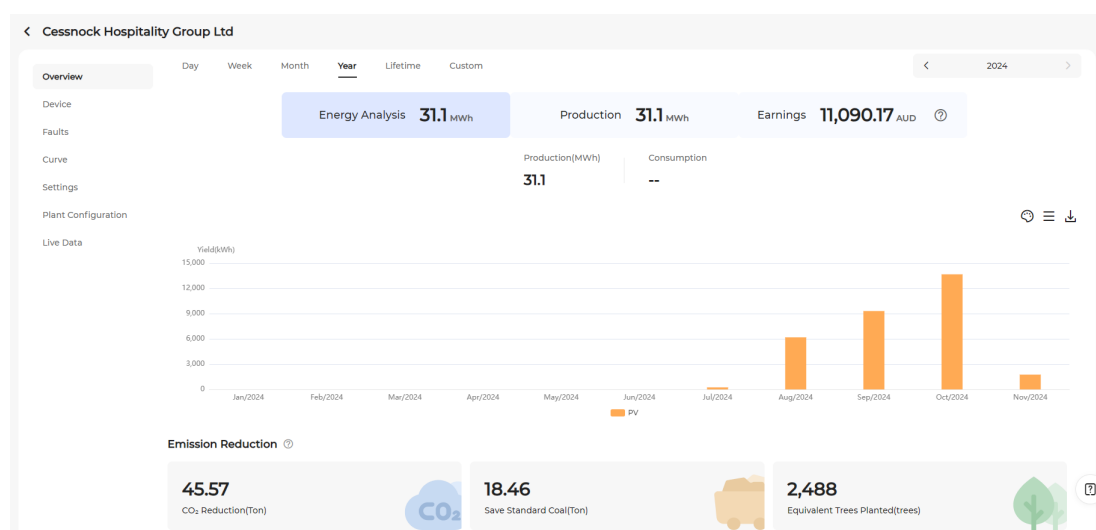 Cessnock Hospitality Group Ltd
Overview
Device
Faults
Curve
Settings
Plant Configuration
Live Data
Day Week Month Year Lifetime Custom
2024
Energy Analysis 31.1 MWh
Production 31.1 MWh
Earnings 11,090.17 AUD
Production(MWh)
31.1
Consumption
--
Yield(kWh)
15,000
12,000
9,000
6,000
3,000
0
Jan/2024 Feb/2024 Mar/2024 Apr/2024 May/2024 Jun/2024 Jul/2024 Aug/2024 Sep/2024 Oct/2024 Nov/2024
PV
Emission Reduction
45.57
CO₂ Reduction(Ton)
CO₂
18.46
Save Standard Coal(Ton)
2,488
Equivalent Trees Planted(trees)